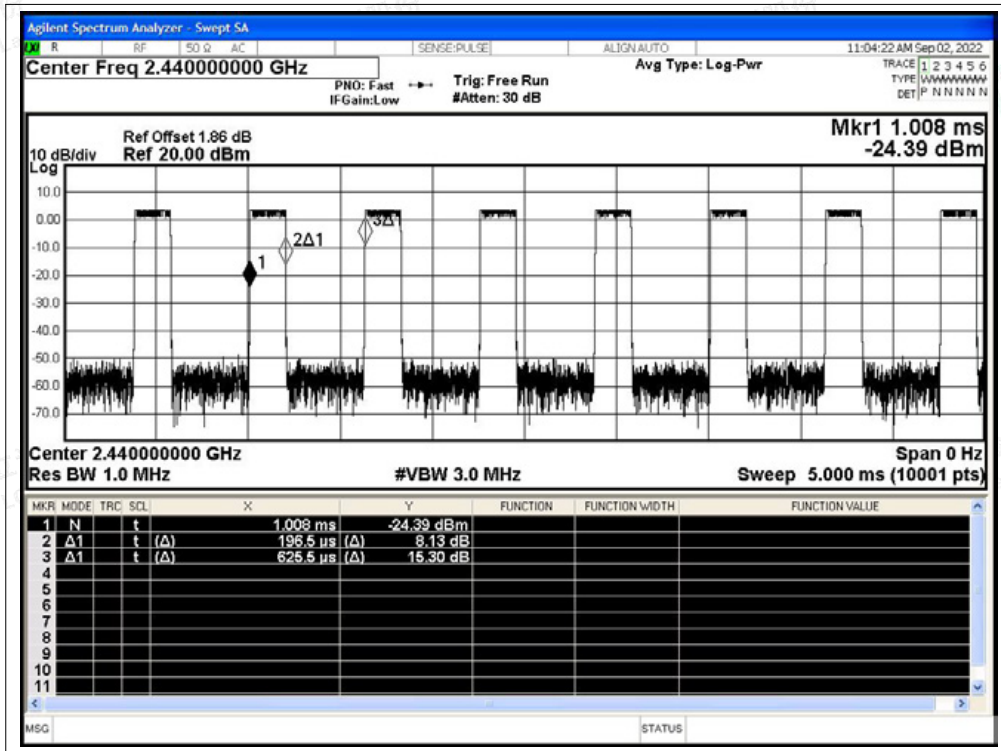 Agilent Spectrum Analyzer - Swept SA
R RF 50 Ω AC SENSE:PULSE ALIGN AUTO 11:04:22 AM Sep 02, 2022
Center Freq 2.440000000 GHz
PNO: Fast
IFGain:Low
Trig: Free Run
#Atten: 30 dB
Avg Type: Log-Pwr
TRACE 1 2 3 4 5 6
TYPE WWWWWW
DET P N N N N N
Mkr1 1.008 ms
-24.39 dBm
Ref Offset 1.86 dB
10 dB/div Ref 20.00 dBm
Log
10.0
0.00
-10.0
-20.0
-30.0
-40.0
-50.0
-60.0
-70.0
1
2Δ1
3Δ1
Center 2.440000000 GHz Span 0 Hz
Res BW 1.0 MHz #VBW 3.0 MHz Sweep 5.000 ms (10001 pts)
MKR MODE TRC SCL X Y FUNCTION FUNCTION WIDTH FUNCTION VALUE
1 N t 1.008 ms -24.39 dBm
2 Δ1 t (Δ) 196.5 µs (Δ) 8.13 dB
3 Δ1 t (Δ) 625.5 µs (Δ) 15.30 dB
4
5
6
7
8
9
10
11
MSG STATUS